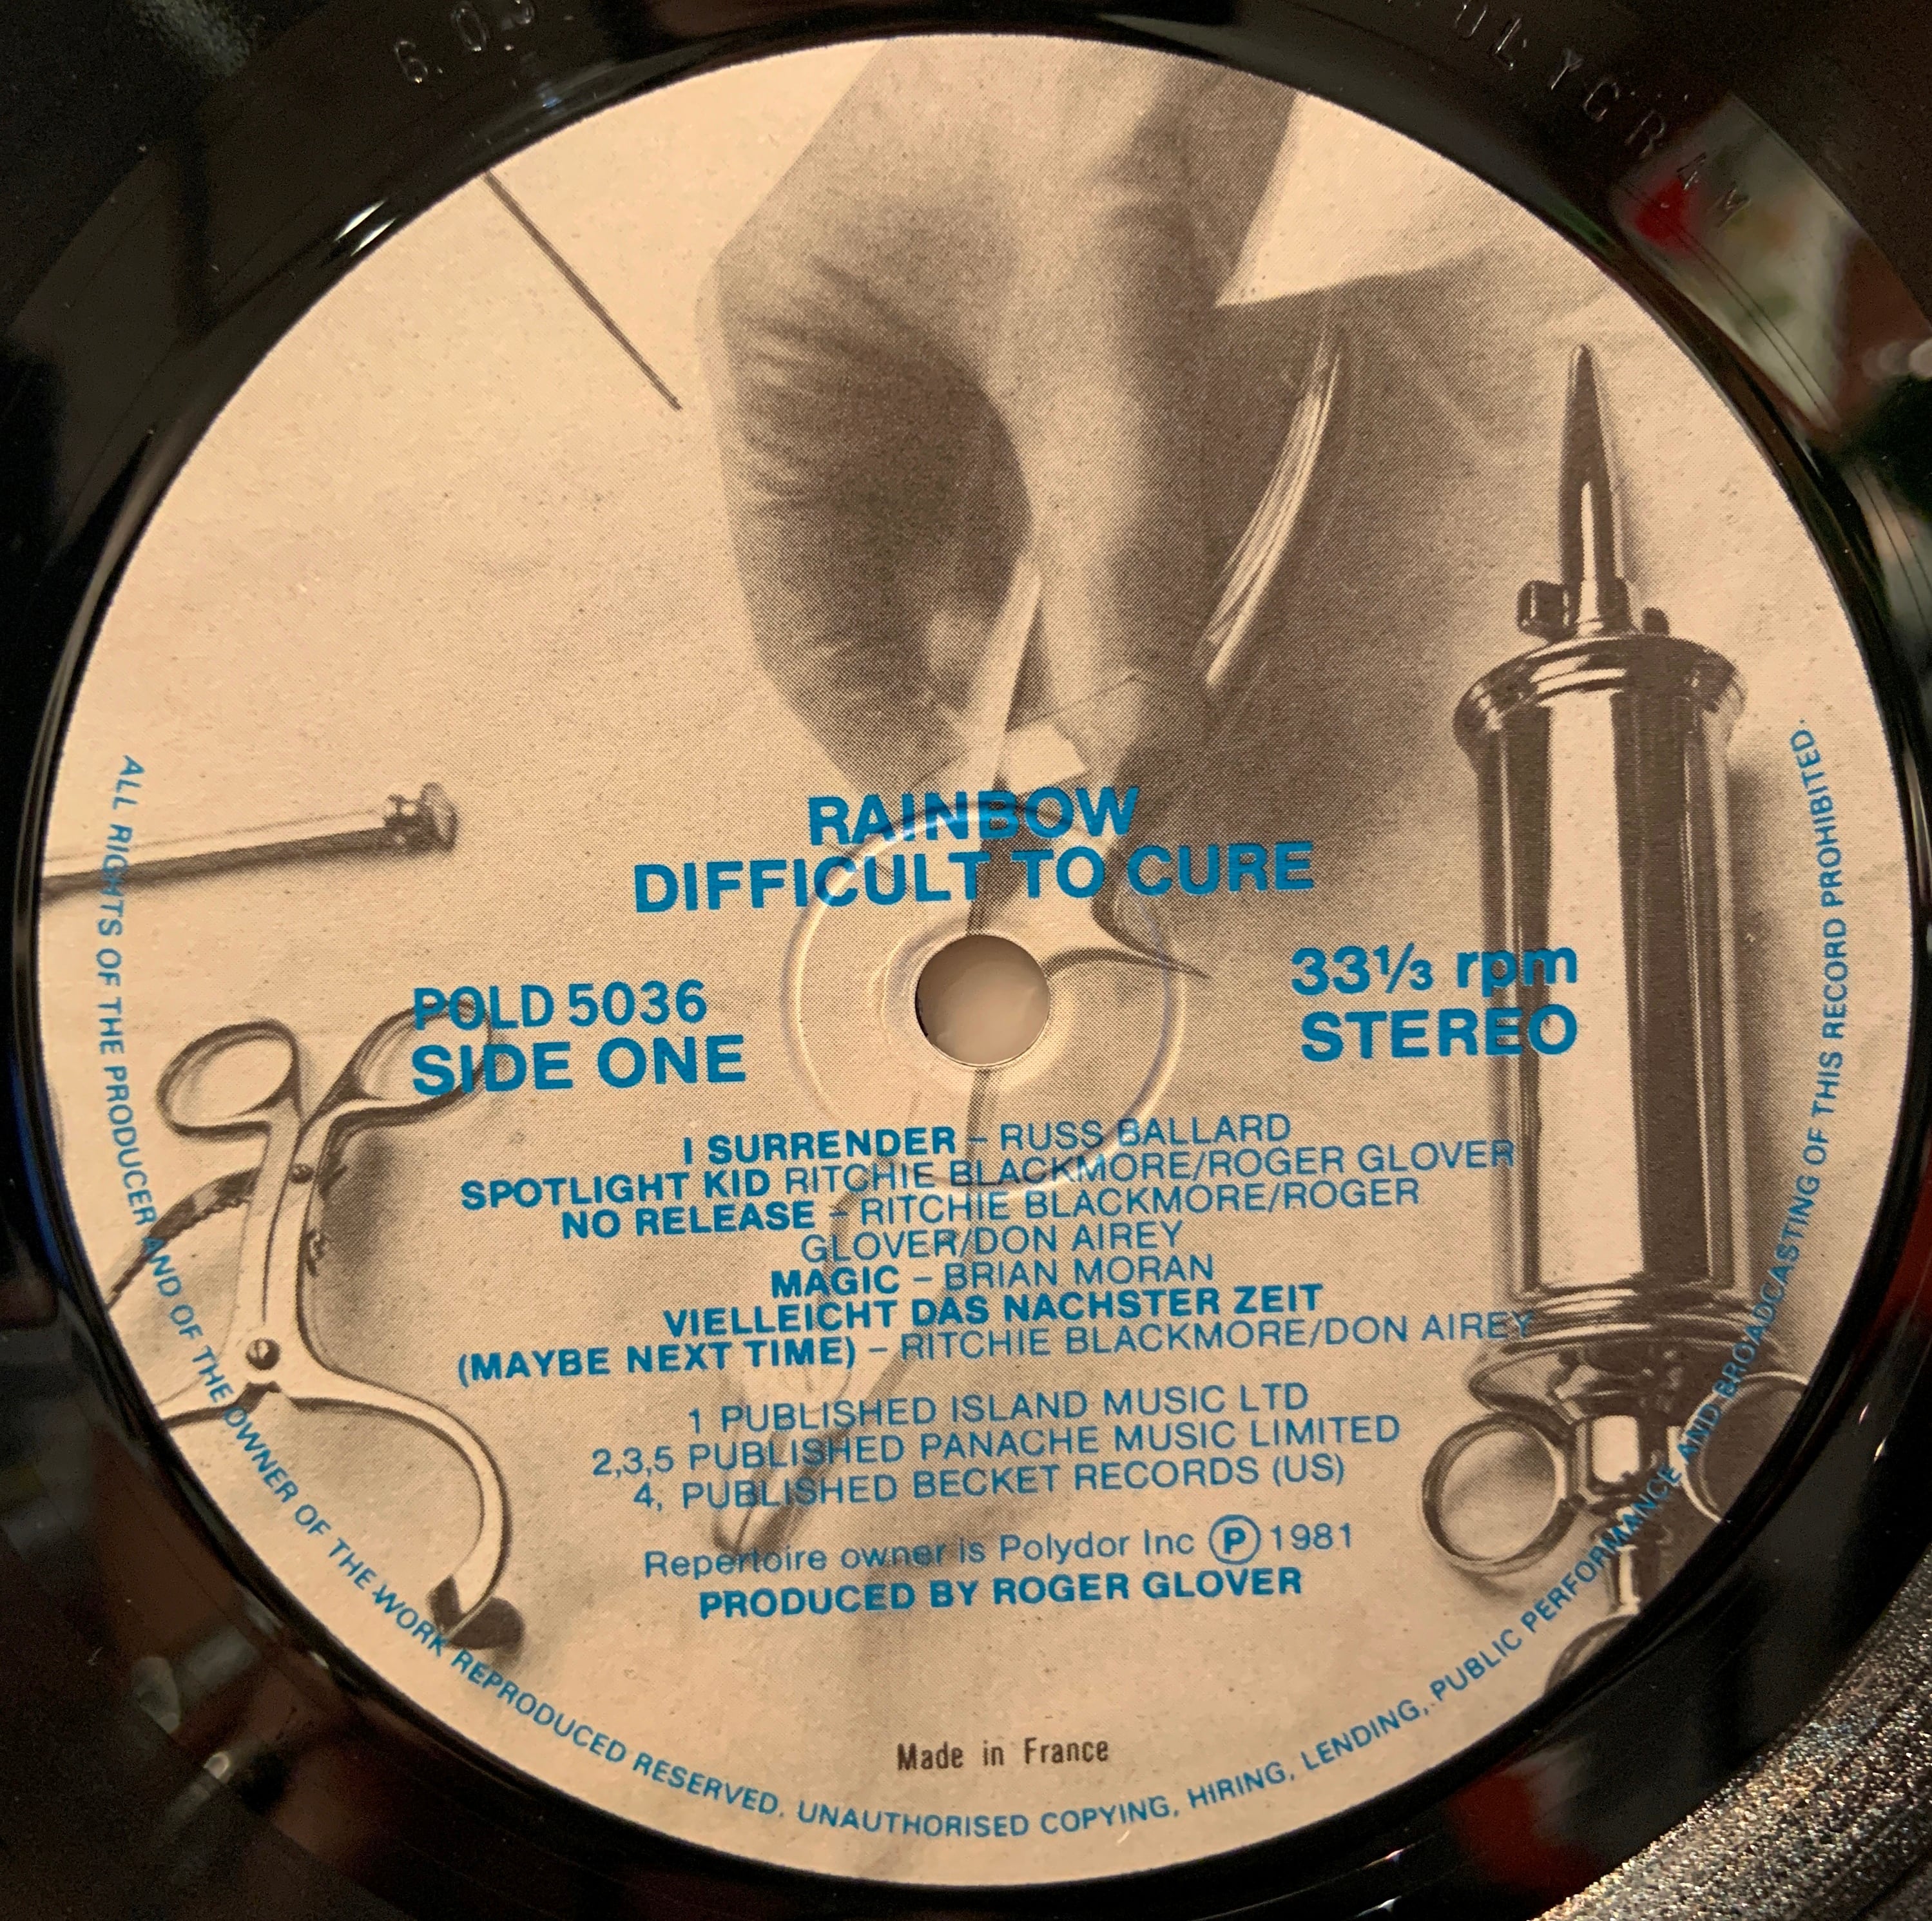 RAINBOW
DIFFICULT TO CURE
POLD 5036
SIDE ONE
33⅓ rpm
STEREO
I SURRENDER – RUSS BALLARD
SPOTLIGHT KID RITCHIE BLACKMORE/ROGER GLOVER
NO RELEASE – RITCHIE BLACKMORE/ROGER
GLOVER/DON AIREY
MAGIC – BRIAN MORAN
VIELLEICHT DAS NACHSTER ZEIT
(MAYBE NEXT TIME) – RITCHIE BLACKMORE/DON AIREY
1 PUBLISHED ISLAND MUSIC LTD
2,3,5 PUBLISHED PANACHE MUSIC LIMITED
4, PUBLISHED BECKET RECORDS (US)
Repertoire owner is Polydor Inc Ⓟ 1981
PRODUCED BY ROGER GLOVER
Made in France
ALL RIGHTS OF THE PRODUCER AND OF THE OWNER OF THE WORK REPRODUCED RESERVED. UNAUTHORISED COPYING, HIRING, LENDING, PUBLIC PERFORMANCE AND BROADCASTING OF THIS RECORD PROHIBITED.